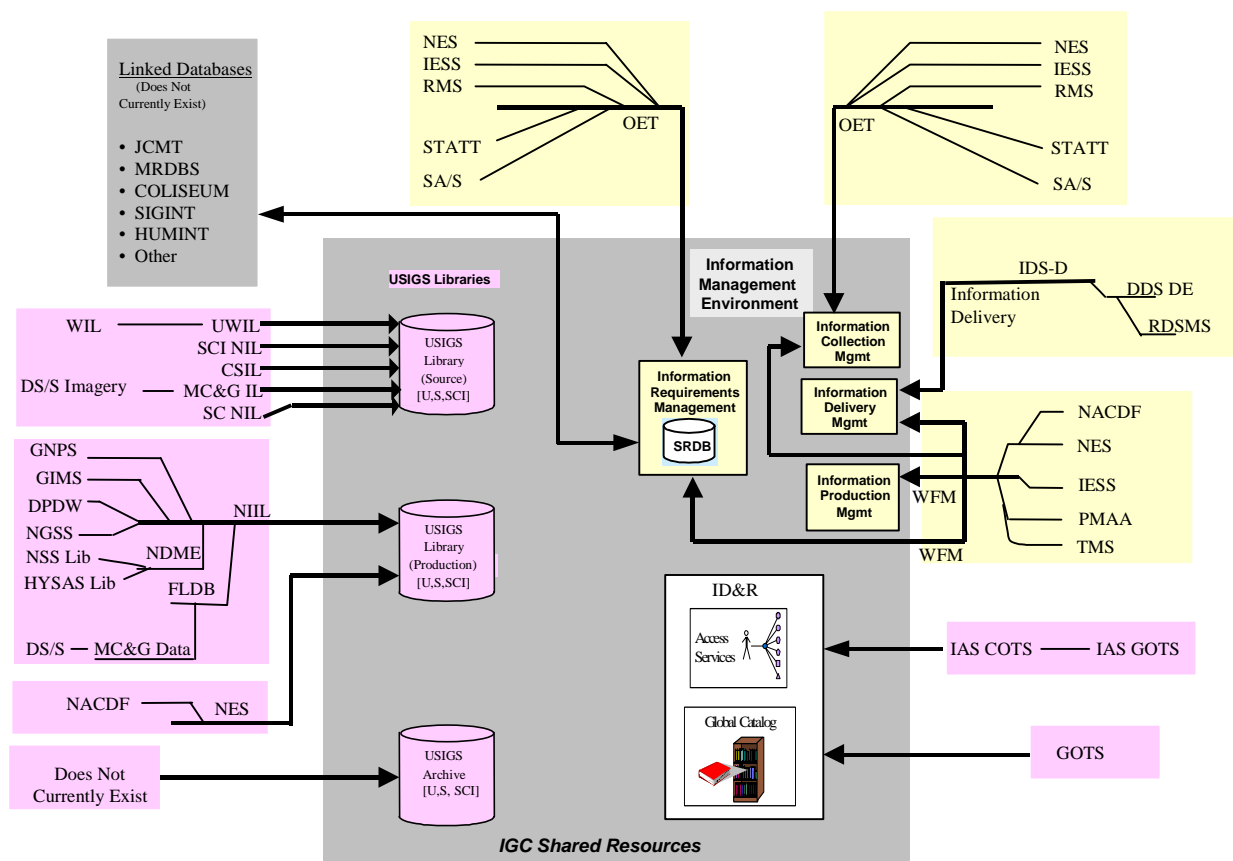 Linked Databases
(Does Not
Currently Exist)
• JCMT
• MRDBS
• COLISEUM
• SIGINT
• HUMINT
• Other
NES
IESS
RMS
OET
STATT
SA/S
NES
IESS
RMS
OET
STATT
SA/S
USIGS Libraries
Information
Management
Environment
IDS-D
Information
Delivery
DDS DE
RDSMS
WIL
UWIL
SCI NIL
CSIL
DS/S Imagery
MC&G IL
SC NIL
USIGS
Library
(Source)
[U,S,SCI]
Information
Collection
Mgmt
Information
Requirements
Management
SRDB
Information
Delivery
Mgmt
Information
Production
Mgmt
WFM
WFM
NACDF
NES
IESS
PMAA
TMS
GNPS
GIMS
DPDW
NGSS
NSS Lib
HYSAS Lib
NDME
NIIL
FLDB
DS/S
MC&G Data
USIGS
Library
(Production)
[U,S,SCI]
NACDF
NES
Does Not
Currently Exist
USIGS
Archive
[U,S, SCI]
ID&R
Access
Services
Global Catalog
IAS COTS
IAS GOTS
GOTS
IGC Shared Resources